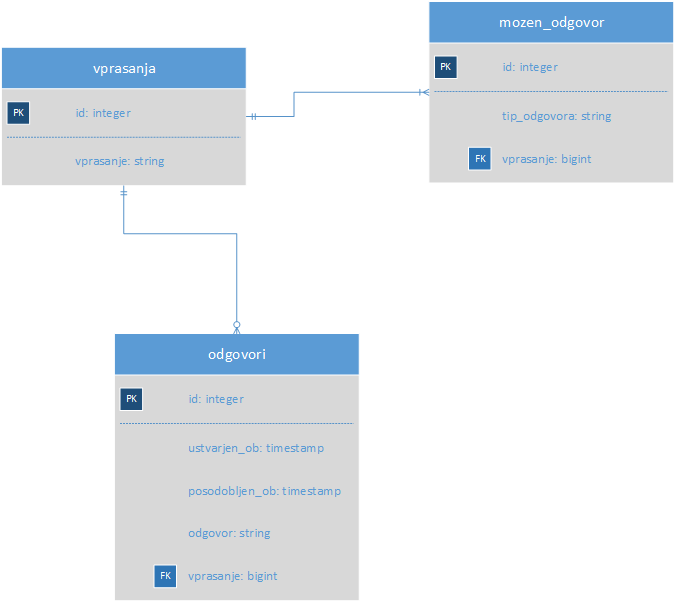 vprasanja
PK id: integer
vprasanje: string
mozen_odgovor
PK id: integer
tip_odgovora: string
FK vprasanje: bigint
odgovori
PK id: integer
ustvarjen_ob: timestamp
posodobljen_ob: timestamp
odgovor: string
FK vprasanje: bigint